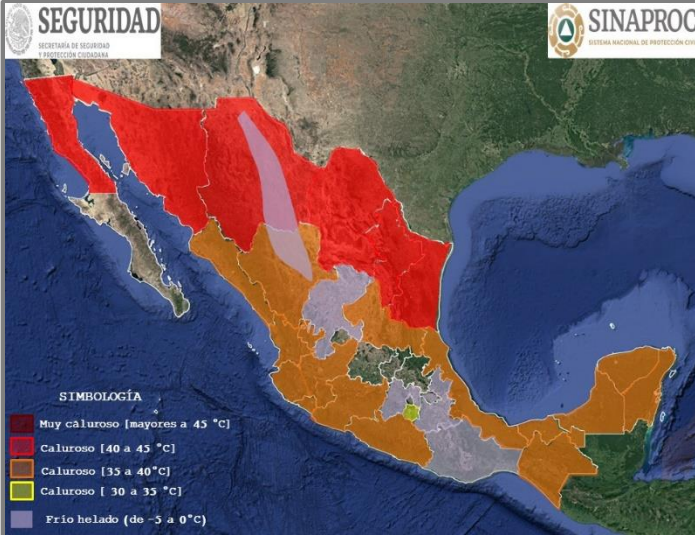 SEGURIDAD
SECRETARÍA DE SEGURIDAD
Y PROTECCIÓN CIUDADANA
SINAPROC
SISTEMA NACIONAL DE PROTECCIÓN CIV
SIMBOLOGÍA
Muy caluroso [mayores a 45 °C]
Caluroso [40 a 45 °C]
Caluroso [35 a 40°C]
Caluroso [ 30 a 35 °C]
Frío helado (de -5 a 0°C)